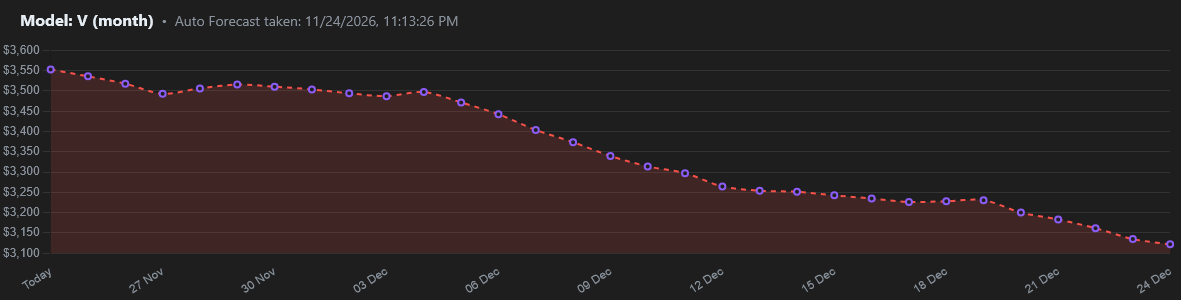 Model: V (month) • Auto Forecast taken: 11/24/2026, 11:13:26 PM
$3,600
$3,550
$3,500
$3,450
$3,400
$3,350
$3,300
$3,250
$3,200
$3,150
$3,100
Today
27 Nov
30 Nov
03 Dec
06 Dec
09 Dec
12 Dec
15 Dec
18 Dec
21 Dec
24 Dec